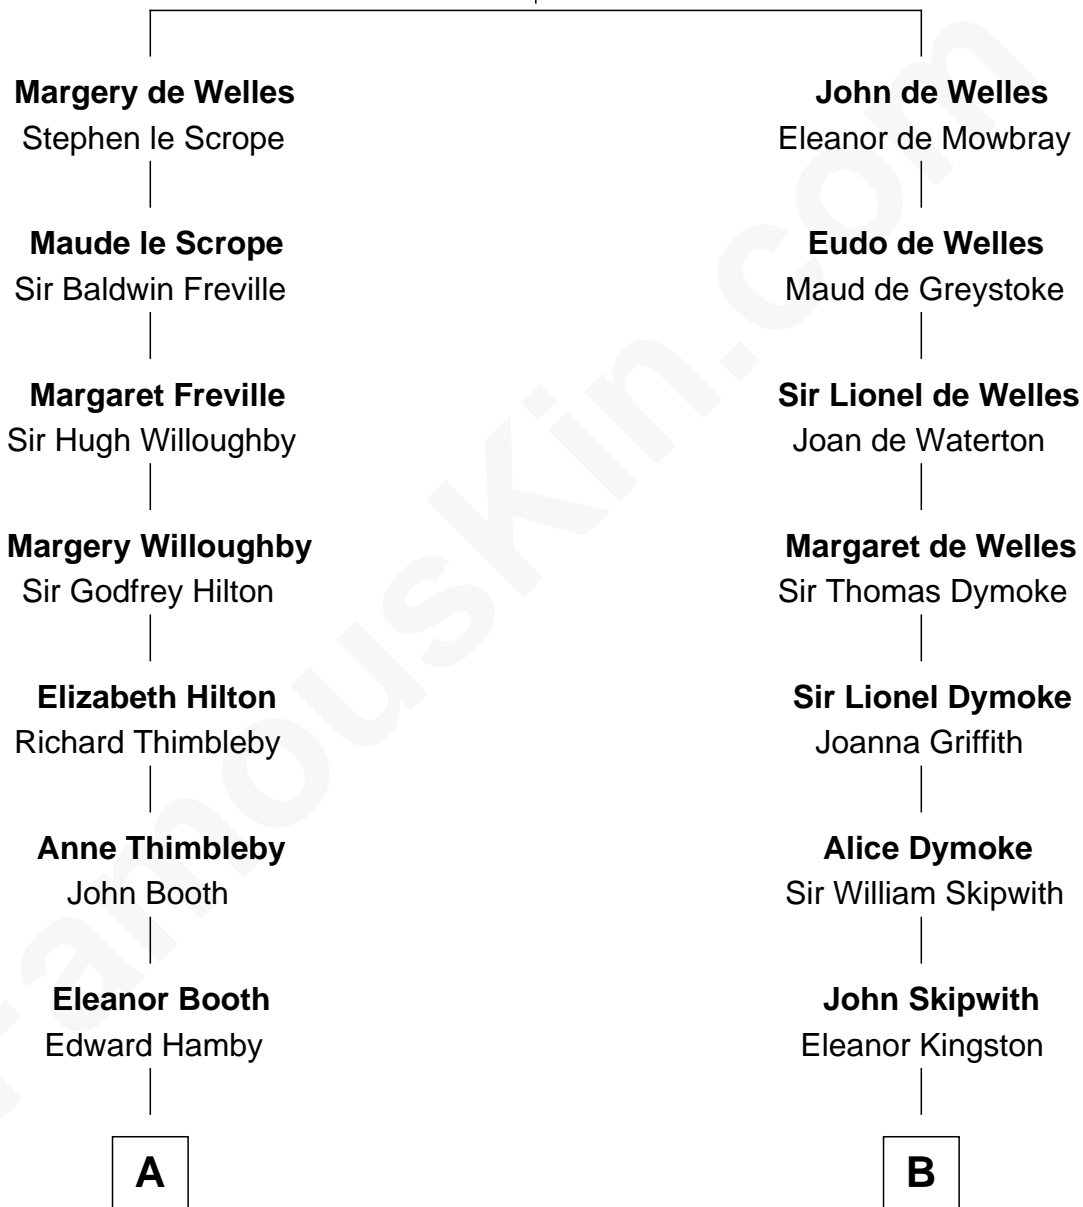 Margery de Welles
Stephen le Scrope
Maude le Scrope
Sir Baldwin Freville
Margaret Freville
Sir Hugh Willoughby
Margery Willoughby
Sir Godfrey Hilton
Elizabeth Hilton
Richard Thimbleby
Anne Thimbleby
John Booth
Eleanor Booth
Edward Hamby
A
John de Welles
Eleanor de Mowbray
Eudo de Welles
Maud de Greystoke
Sir Lionel de Welles
Joan de Waterton
Margaret de Welles
Sir Thomas Dymoke
Sir Lionel Dymoke
Joanna Griffith
Alice Dymoke
Sir William Skipwith
John Skipwith
Eleanor Kingston
B
FamousKin.com